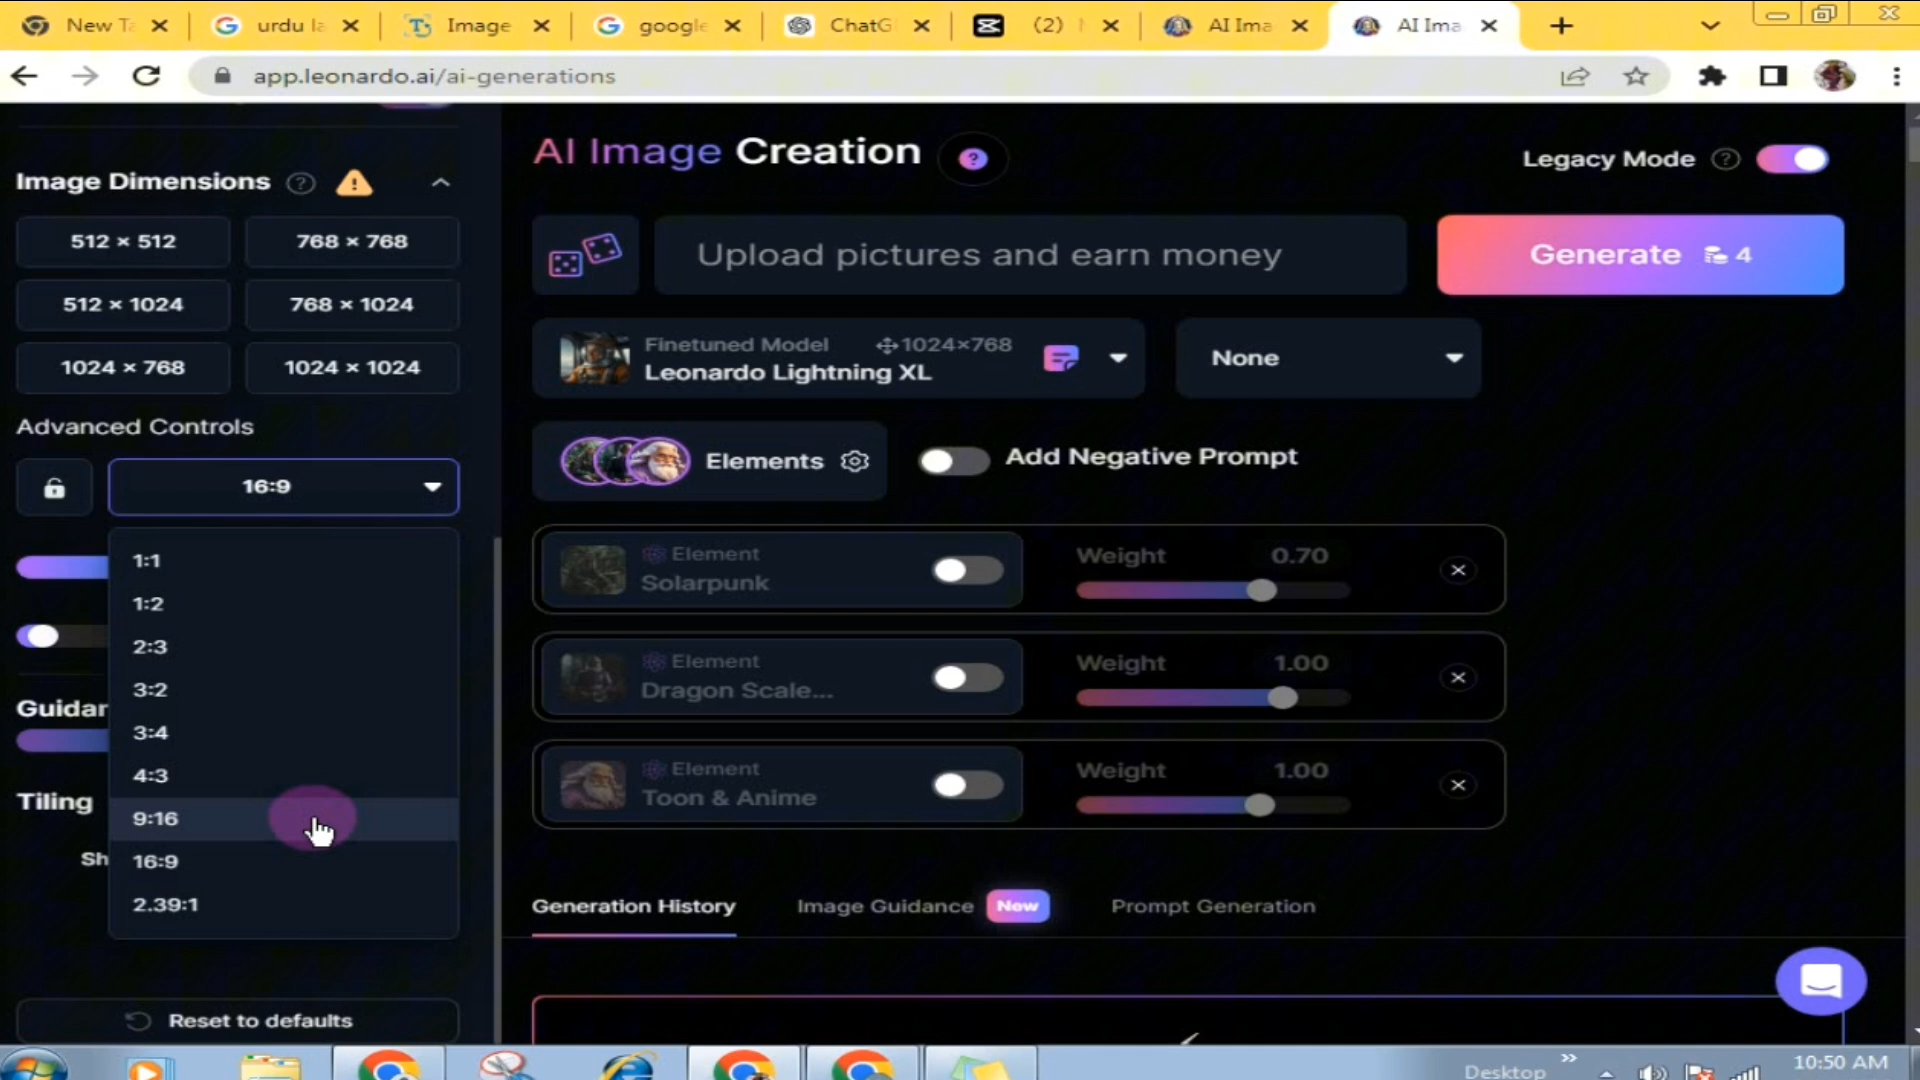 New Ta
urdu la
Image
google
ChatG
(2)
AI Ima
AI Ima
app.leonardo.ai/ai-generations
Image Dimensions
512 × 512
768 × 768
512 × 1024
768 × 1024
1024 × 768
1024 × 1024
Advanced Controls
16:9
1:1
1:2
2:3
3:2
3:4
4:3
9:16
16:9
2.39:1
Guidan
Tiling
Sh
Reset to defaults
AI Image Creation ?
Legacy Mode ?
Upload pictures and earn money
Generate 4
Finetuned Model 1024×768
Leonardo Lightning XL
None
Elements
Add Negative Prompt
Element
Solarpunk
Weight 0.70
Element
Dragon Scale...
Weight 1.00
Element
Toon & Anime
Weight 1.00
Generation History
Image Guidance New
Prompt Generation
Desktop
10:50 AM